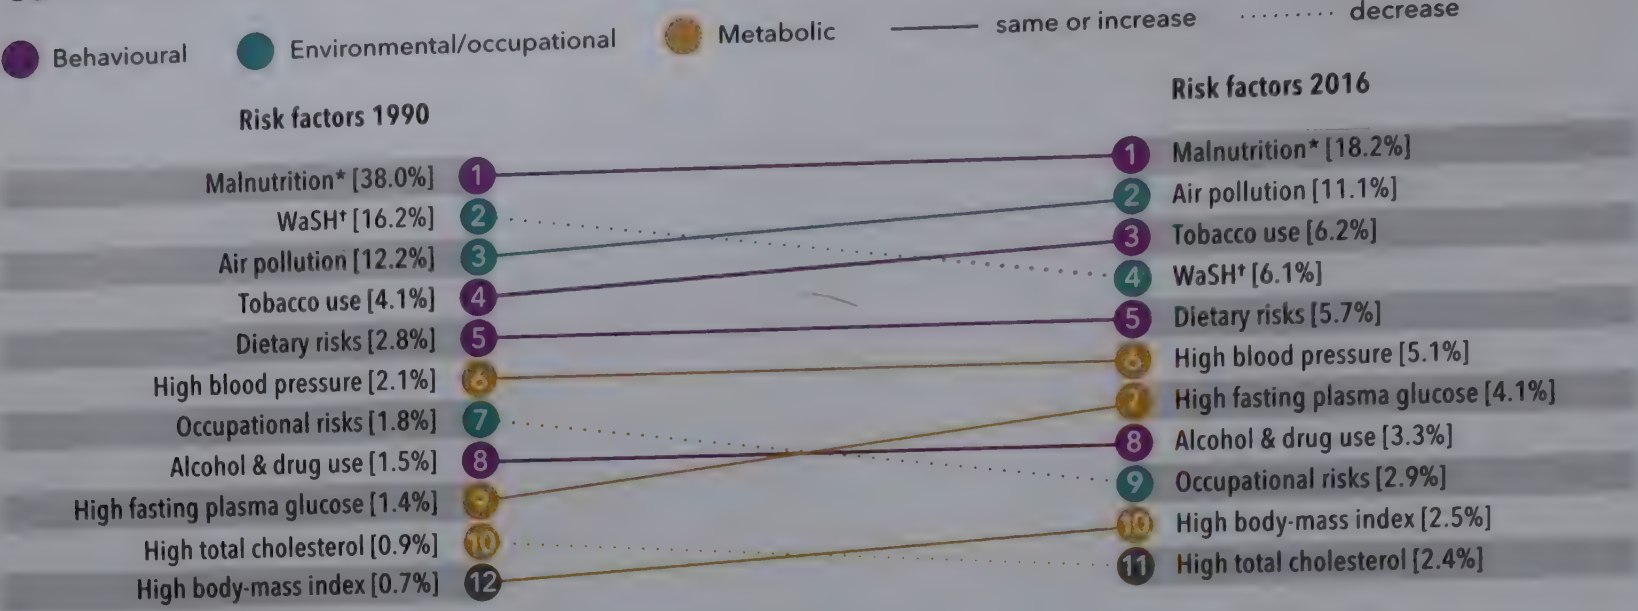 Behavioural Environmental/occupational Metabolic same or increase decrease
Risk factors 1990 Risk factors 2016
Malnutrition* [38.0%] 1 1 Malnutrition* [18.2%]
WaSH† [16.2%] 2 2 Air pollution [11.1%]
Air pollution [12.2%] 3 3 Tobacco use [6.2%]
Tobacco use [4.1%] 4 4 WaSH† [6.1%]
Dietary risks [2.8%] 5 5 Dietary risks [5.7%]
High blood pressure [2.1%] 6 6 High blood pressure [5.1%]
Occupational risks [1.8%] 7 7 High fasting plasma glucose [4.1%]
Alcohol & drug use [1.5%] 8 8 Alcohol & drug use [3.3%]
High fasting plasma glucose [1.4%] 9 9 Occupational risks [2.9%]
High total cholesterol [0.9%] 10 10 High body-mass index [2.5%]
High body-mass index [0.7%] 12 11 High total cholesterol [2.4%]